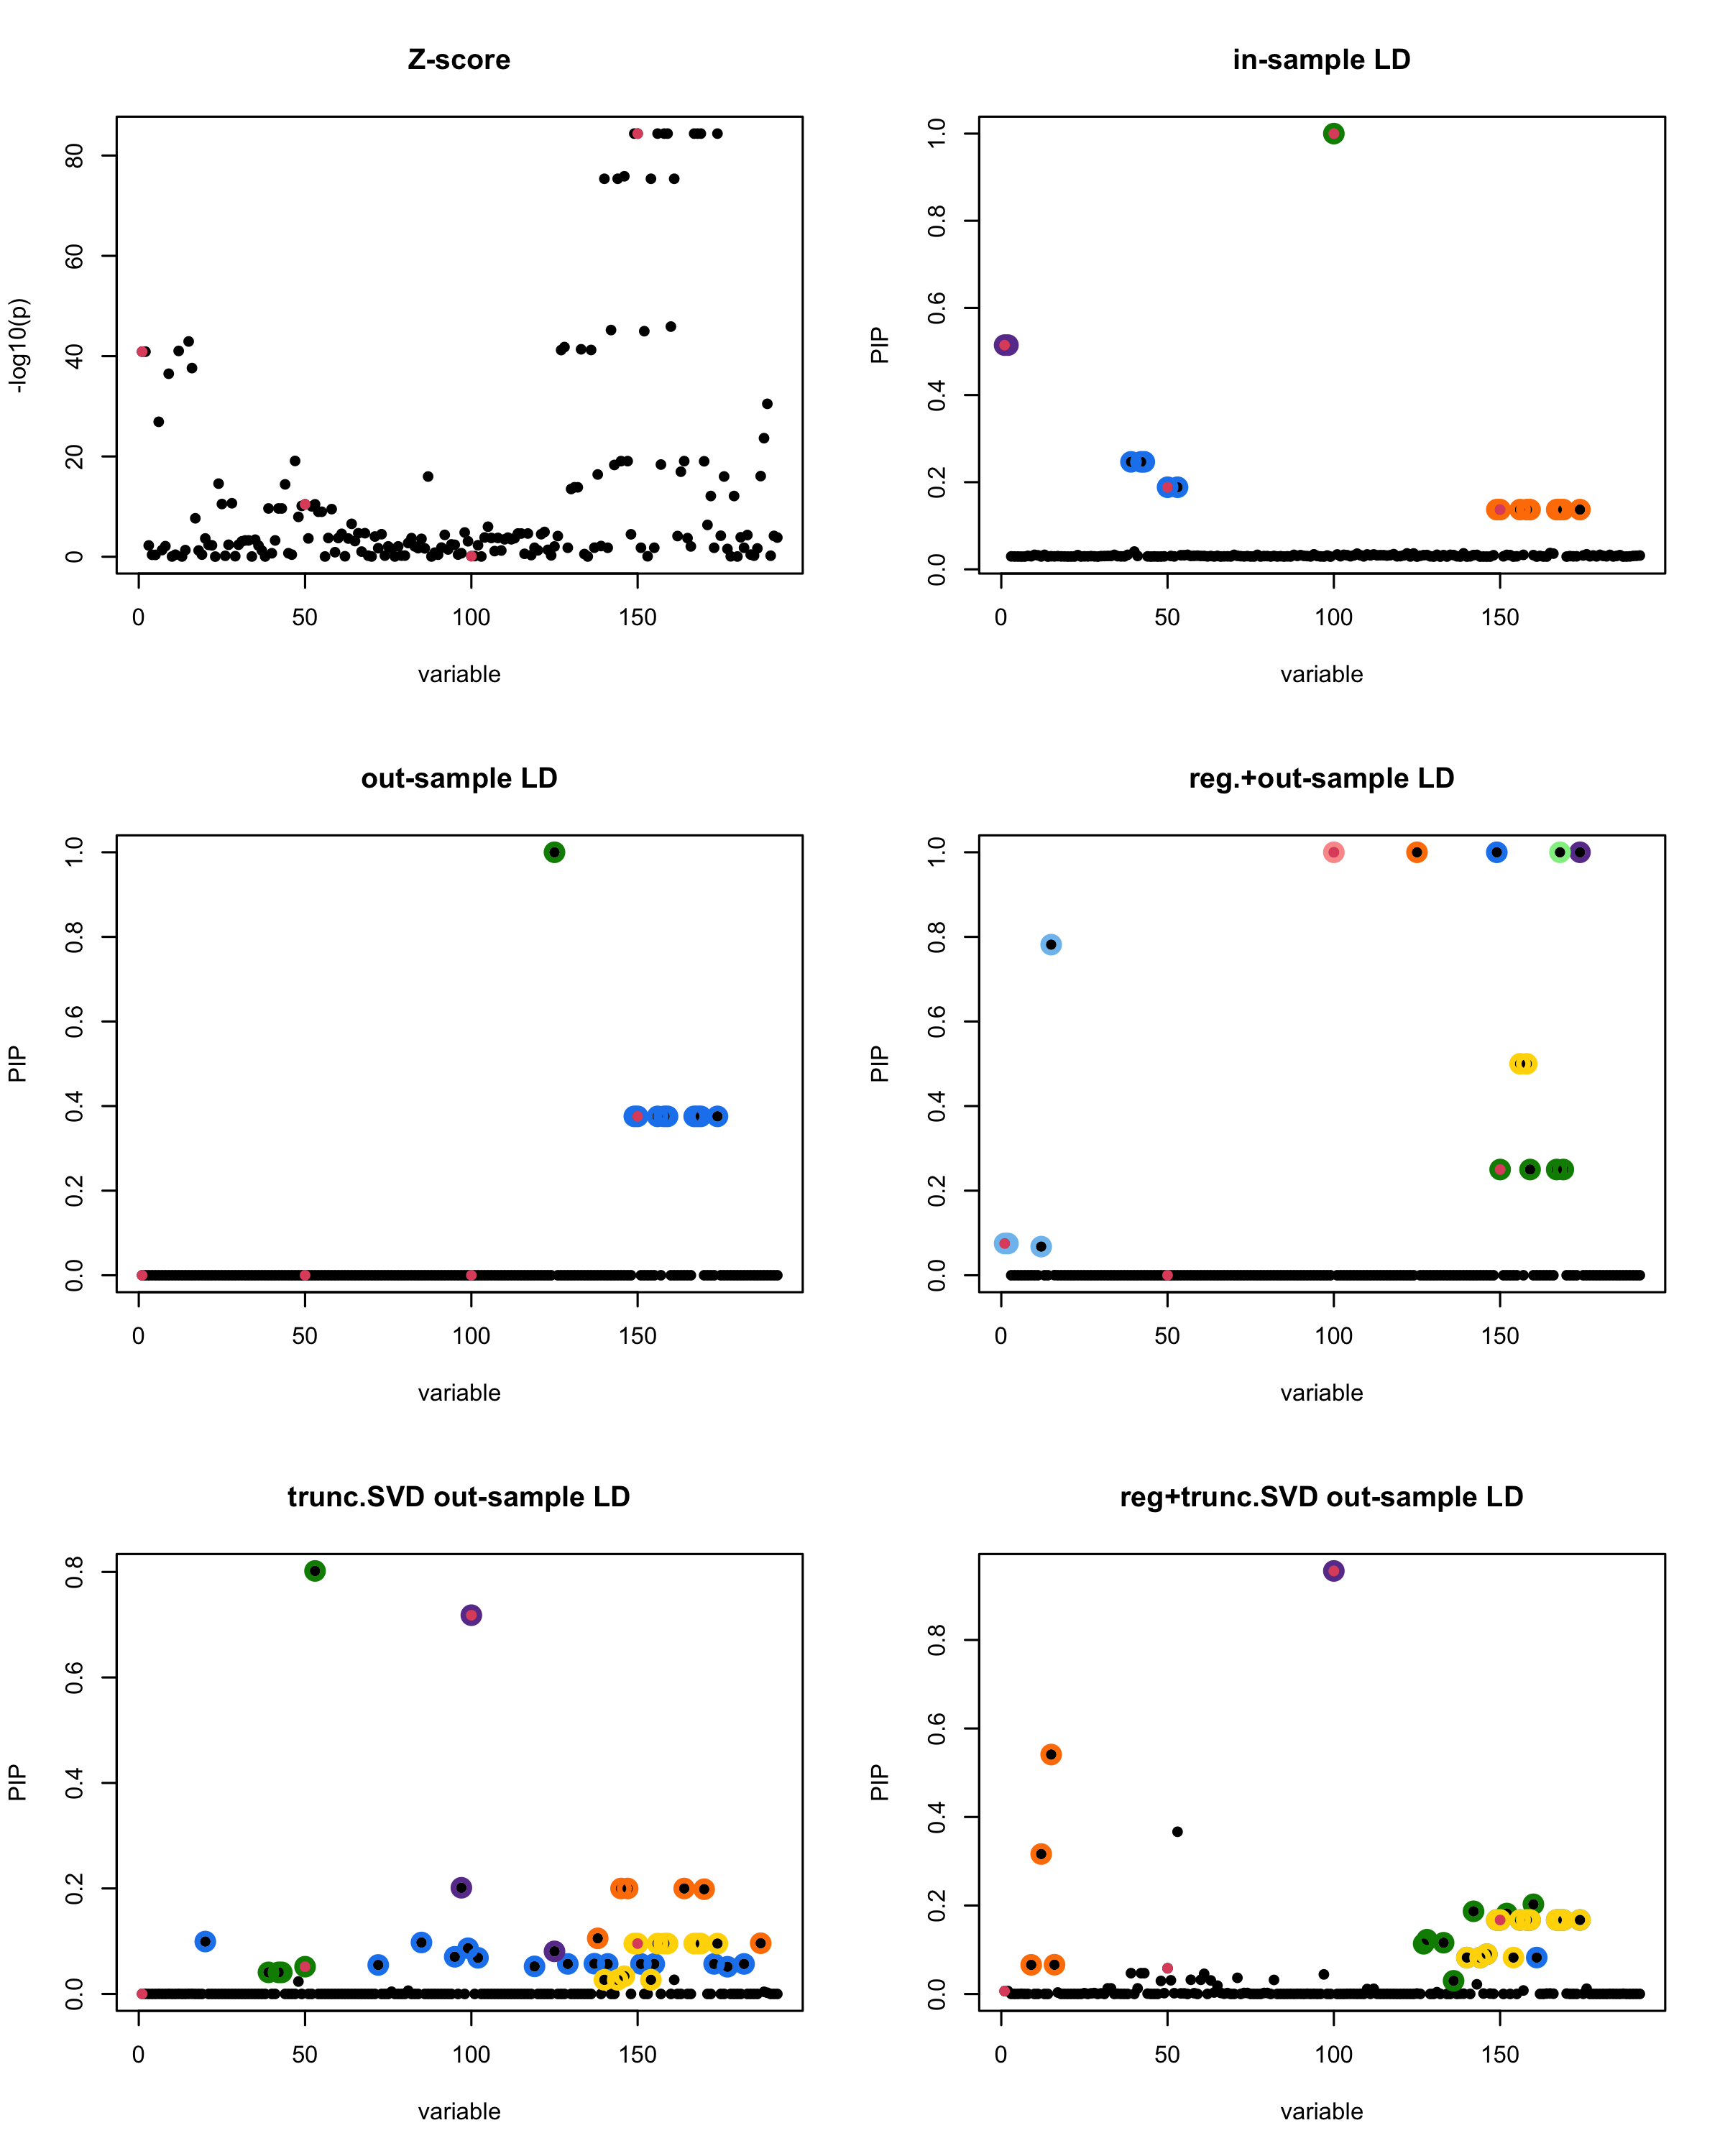 Z-score
-log10(p)
80
60
40
20
0
0 50 100 150
variable
in-sample LD
PIP
1.0
0.8
0.6
0.4
0.2
0.0
0 50 100 150
variable
out-sample LD
PIP
1.0
0.8
0.6
0.4
0.2
0.0
0 50 100 150
variable
reg.+out-sample LD
PIP
1.0
0.8
0.6
0.4
0.2
0.0
0 50 100 150
variable
trunc.SVD out-sample LD
PIP
0.8
0.6
0.4
0.2
0.0
0 50 100 150
variable
reg+trunc.SVD out-sample LD
PIP
0.8
0.6
0.4
0.2
0.0
0 50 100 150
variable